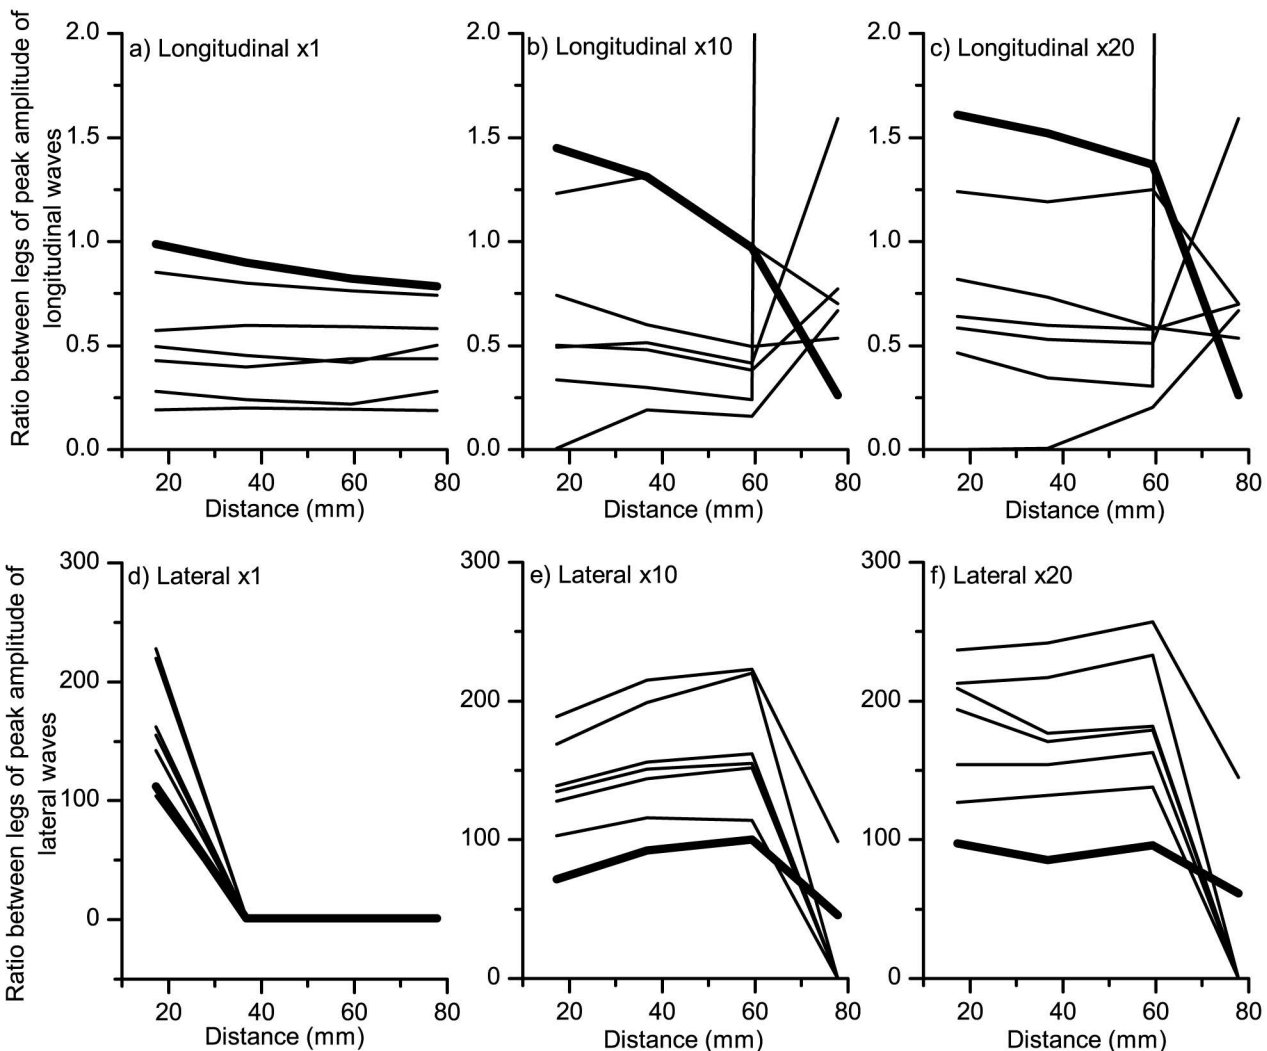 Ratio between legs of peak amplitude of
longitudinal waves
a) Longitudinal x1
2.0
1.5
1.0
0.5
0.0
20 40 60 80
Distance (mm)
b) Longitudinal x10
2.0
1.5
1.0
0.5
0.0
20 40 60 80
Distance (mm)
c) Longitudinal x20
2.0
1.5
1.0
0.5
0.0
20 40 60 80
Distance (mm)
Ratio between legs of peak amplitude of
lateral waves
d) Lateral x1
300
200
100
0
20 40 60 80
Distance (mm)
e) Lateral x10
300
200
100
0
20 40 60 80
Distance (mm)
f) Lateral x20
300
200
100
0
20 40 60 80
Distance (mm)